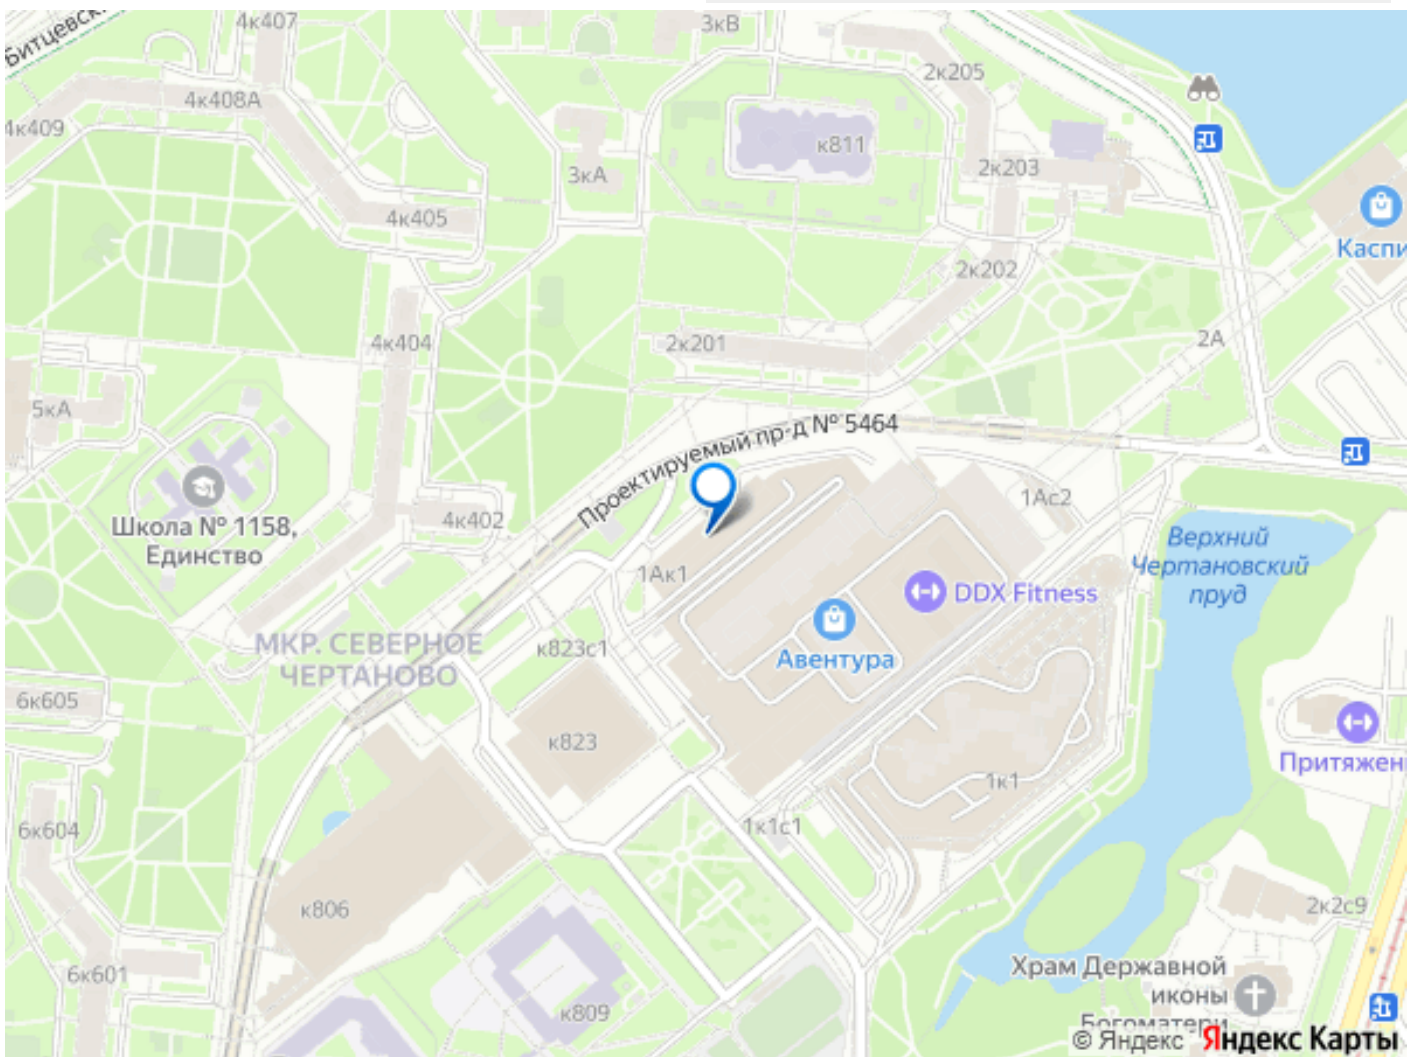 Битцевск
4к407
3кВ
2к205
4к408А
4к409
к811
3кА
2к203
4к405
Каспи
2к202
4к404
2к201
2А
5кА
Проектируемый пр-д № 5464
1Ас2
4к402
Школа № 1158,
Единство
Верхний
Чертановский
пруд
1Ак1
DDX Fitness
МКР. СЕВЕРНОЕ
ЧЕРТАНОВО
к823с1
Авентура
6к605
к823
Притяжен
1к1
6к604
1к1с1
к806
2к2с9
6к601
Храм Державной
иконы
Богоматери
к809
© Яндекс Яндекс Карты